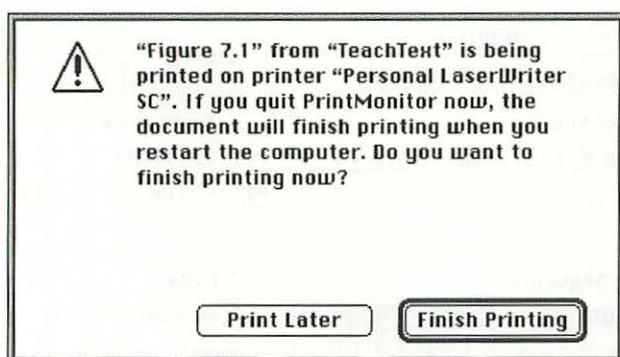 “Figure 7.1” from “TeachText” is being
printed on printer “Personal LaserWriter
SC”. If you quit PrintMonitor now, the
document will finish printing when you
restart the computer. Do you want to
finish printing now?
Print Later Finish Printing